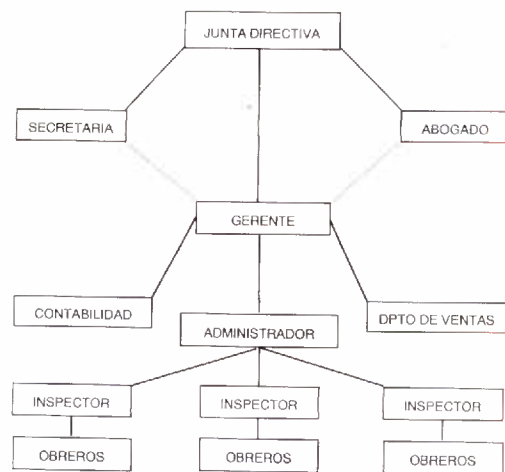 JUNTA DIRECTIVA
SECRETARIA
ABOGADO
GERENTE
CONTABILIDAD
ADMINISTRADOR
DPTO DE VENTAS
INSPECTOR
INSPECTOR
INSPECTOR
OBREROS
OBREROS
OBREROS